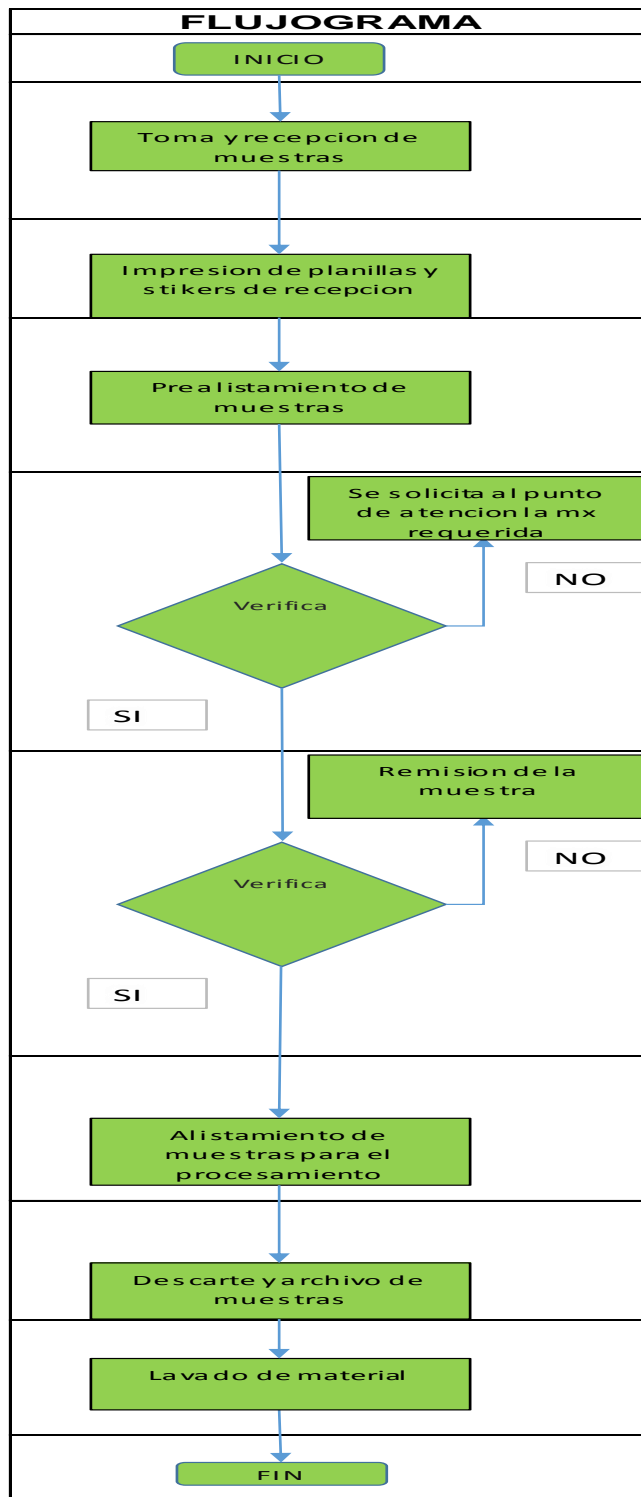 FLUJOGRAMA
INICIO
Toma y recepcion de
muestras
Impresion de planillas y
stikers de recepcion
Prealistamiento de
muestras
Se solicita al punto
de atencion la mx
requerida
NO
Verifica
SI
Remision de la
muestra
NO
Verifica
SI
Alistamiento de
muestras para el
procesamiento
Descarte y archivo de
muestras
Lavado de material
FIN